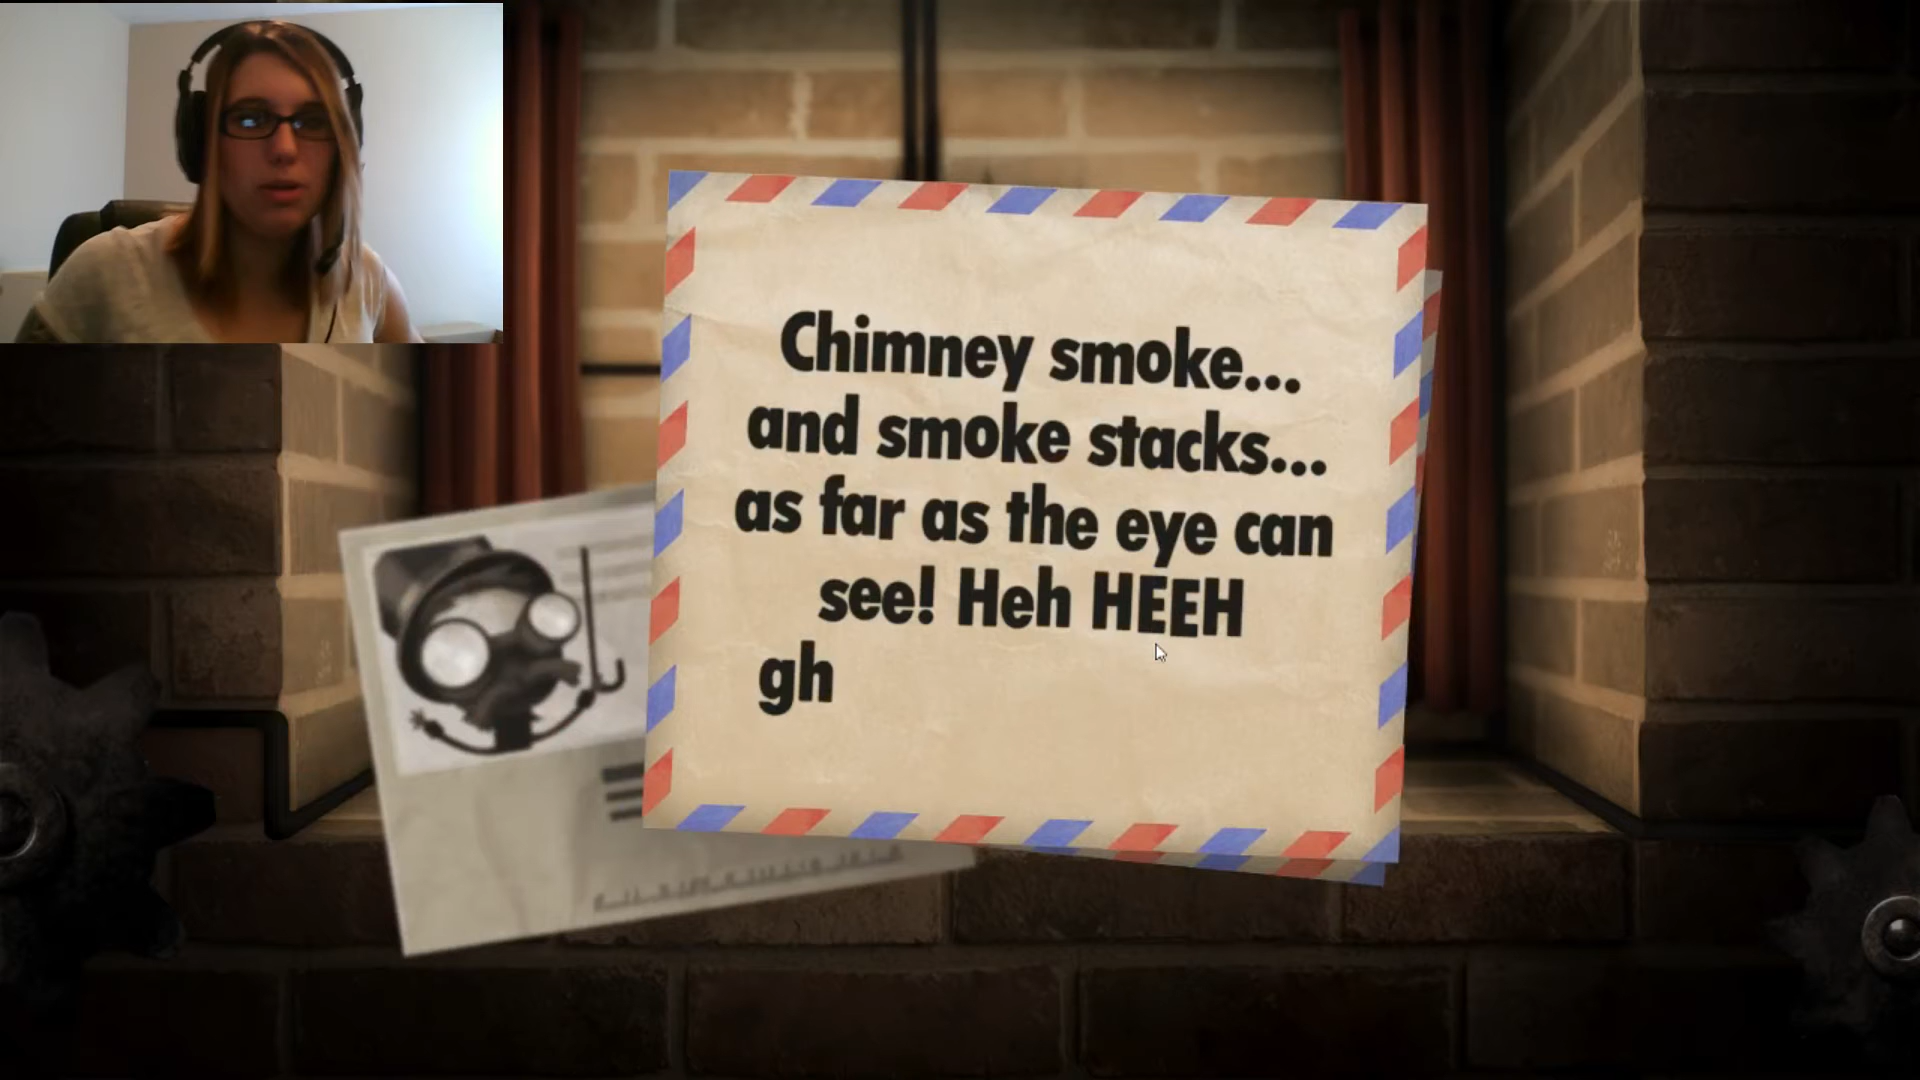 Chimney smoke...
and smoke stacks...
as far as the eye can
see! Heh HEEH
gh